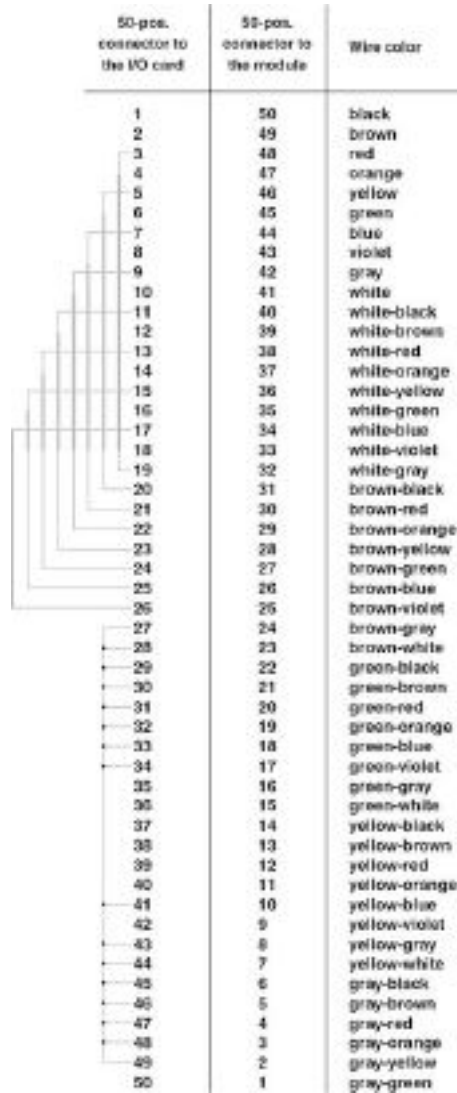 50-pos. connector to the I/O card 50-pos. connector to the module Wire color
1 50 black
2 49 brown
3 48 red
4 47 orange
5 46 yellow
6 45 green
7 44 blue
8 43 violet
9 42 gray
10 41 white
11 40 white-black
12 39 white-brown
13 38 white-red
14 37 white-orange
15 36 white-yellow
16 35 white-green
17 34 white-blue
18 33 white-violet
19 32 white-gray
20 31 brown-black
21 30 brown-red
22 29 brown-orange
23 28 brown-yellow
24 27 brown-green
25 26 brown-blue
26 25 brown-violet
27 24 brown-gray
28 23 brown-white
29 22 green-black
30 21 green-brown
31 20 green-red
32 19 green-orange
33 18 green-blue
34 17 green-violet
35 16 green-gray
36 15 green-white
37 14 yellow-black
38 13 yellow-brown
39 12 yellow-red
40 11 yellow-orange
41 10 yellow-blue
42 9 yellow-violet
43 8 yellow-gray
44 7 yellow-white
45 6 gray-black
46 5 gray-brown
47 4 gray-red
48 3 gray-orange
49 2 gray-yellow
50 1 gray-green